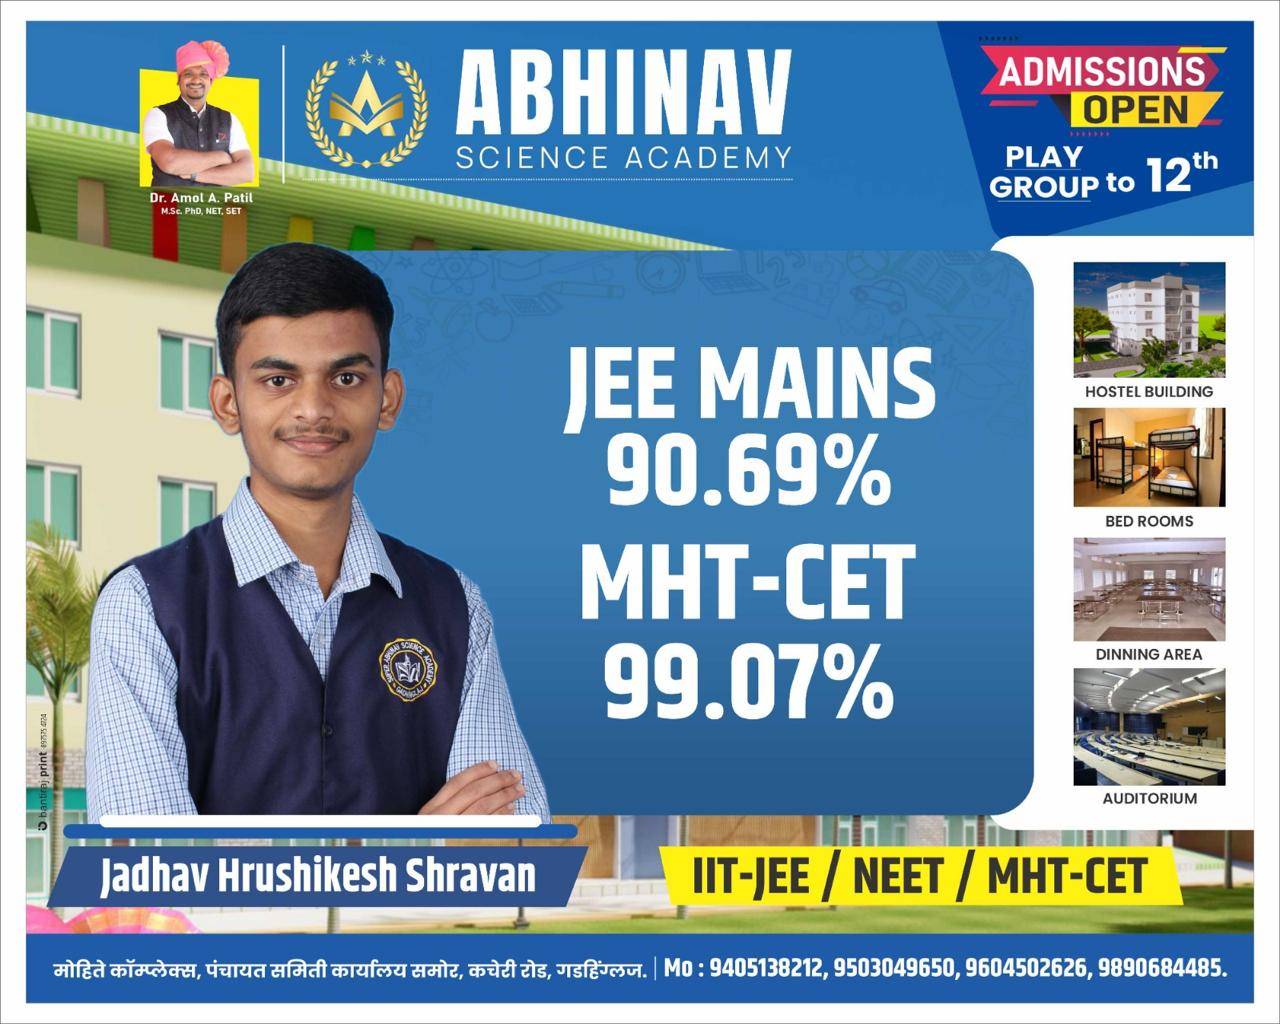 ABHINAV
SCIENCE ACADEMY
Dr. Amol A. Patil
M.Sc. PhD, NET, SET
ADMISSIONS
OPEN
PLAY
GROUP to 12th
JEE MAINS
90.69%
MHT-CET
99.07%
HOSTEL BUILDING
BED ROOMS
DINNING AREA
AUDITORIUM
Jadhav Hrushikesh Shravan
IIT-JEE / NEET / MHT-CET
मोहिते कॉम्प्लेक्स, पंचायत समिती कार्यालय समोर, कचेरी रोड, गडहिंग्लज. | Mo : 9405138212, 9503049650, 9604502626, 9890684485.